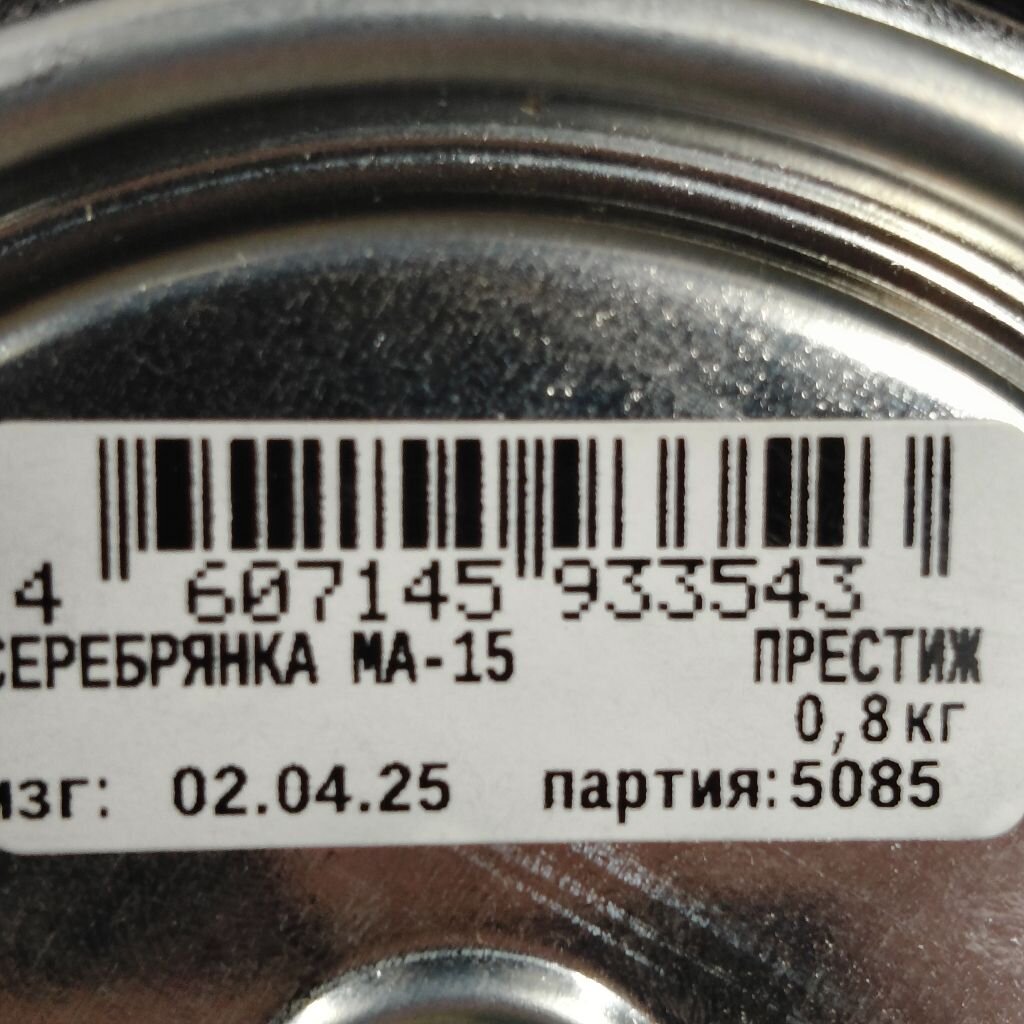 4 607145 933543
СЕРЕБРЯНКА МА-15 ПРЕСТИЖ
0,8 кг
изг: 02.04.25 партия: 5085